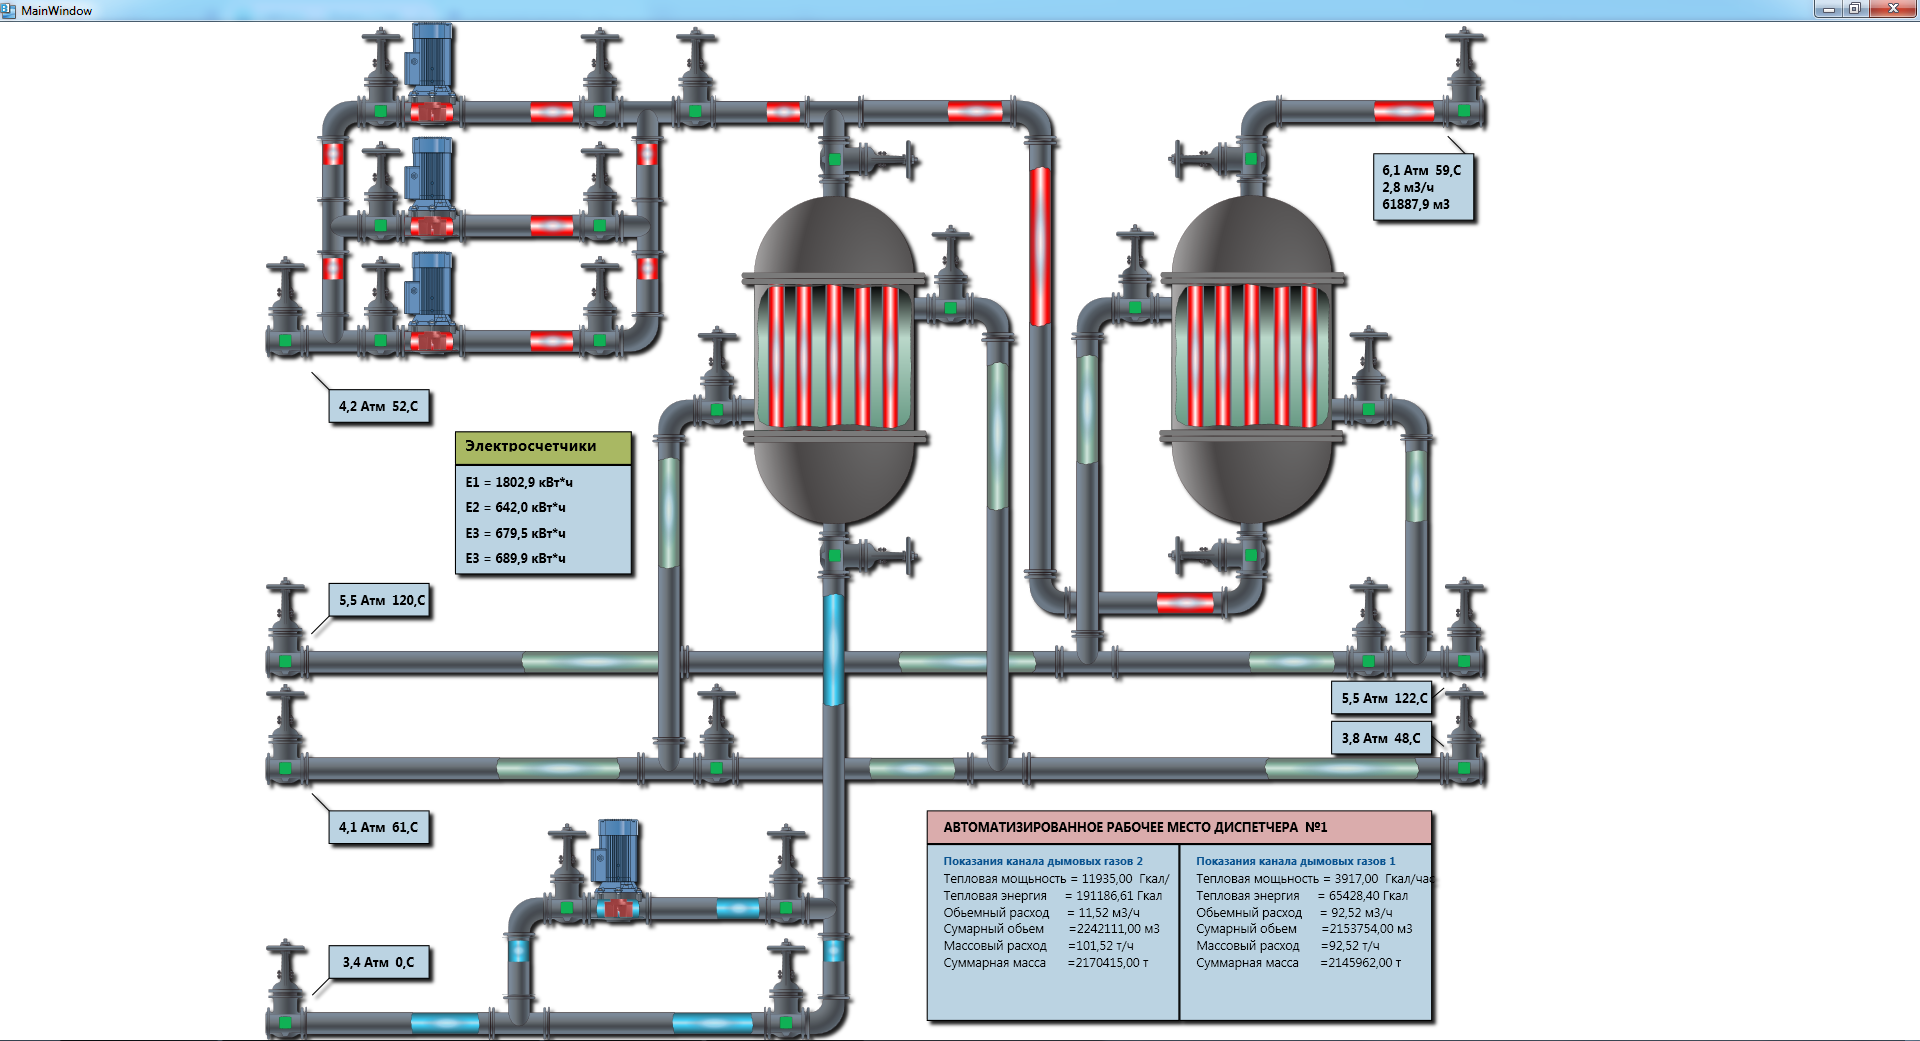 MainWindow
6,1 Атм 59,С
2,8 м3/ч
61887,9 м3
4,2 Атм 52,С
Электросчетчики
E1 = 1802,9 кВт*ч
E2 = 642,0 кВт*ч
E3 = 679,5 кВт*ч
E3 = 689,9 кВт*ч
5,5 Атм 120,С
5,5 Атм 122,С
3,8 Атм 48,С
4,1 Атм 61,С
АВТОМАТИЗИРОВАННОЕ РАБОЧЕЕ МЕСТО ДИСПЕТЧЕРА №1
Показания канала дымовых газов 2
Тепловая мощьность = 11935,00 Гкал/
Тепловая энергия = 191186,61 Гкал
Обьемный расход = 11,52 м3/ч
Сумарный обьем =2242111,00 м3
Массовый расход =101,52 т/ч
Суммарная масса =2170415,00 т
Показания канала дымовых газов 1
Тепловая мощьность = 3917,00 Гкал/час
Тепловая энергия = 65428,40 Гкал
Обьемный расход = 92,52 м3/ч
Сумарный обьем =2153754,00 м3
Массовый расход =92,52 т/ч
Суммарная масса =2145962,00 т
3,4 Атм 0,С